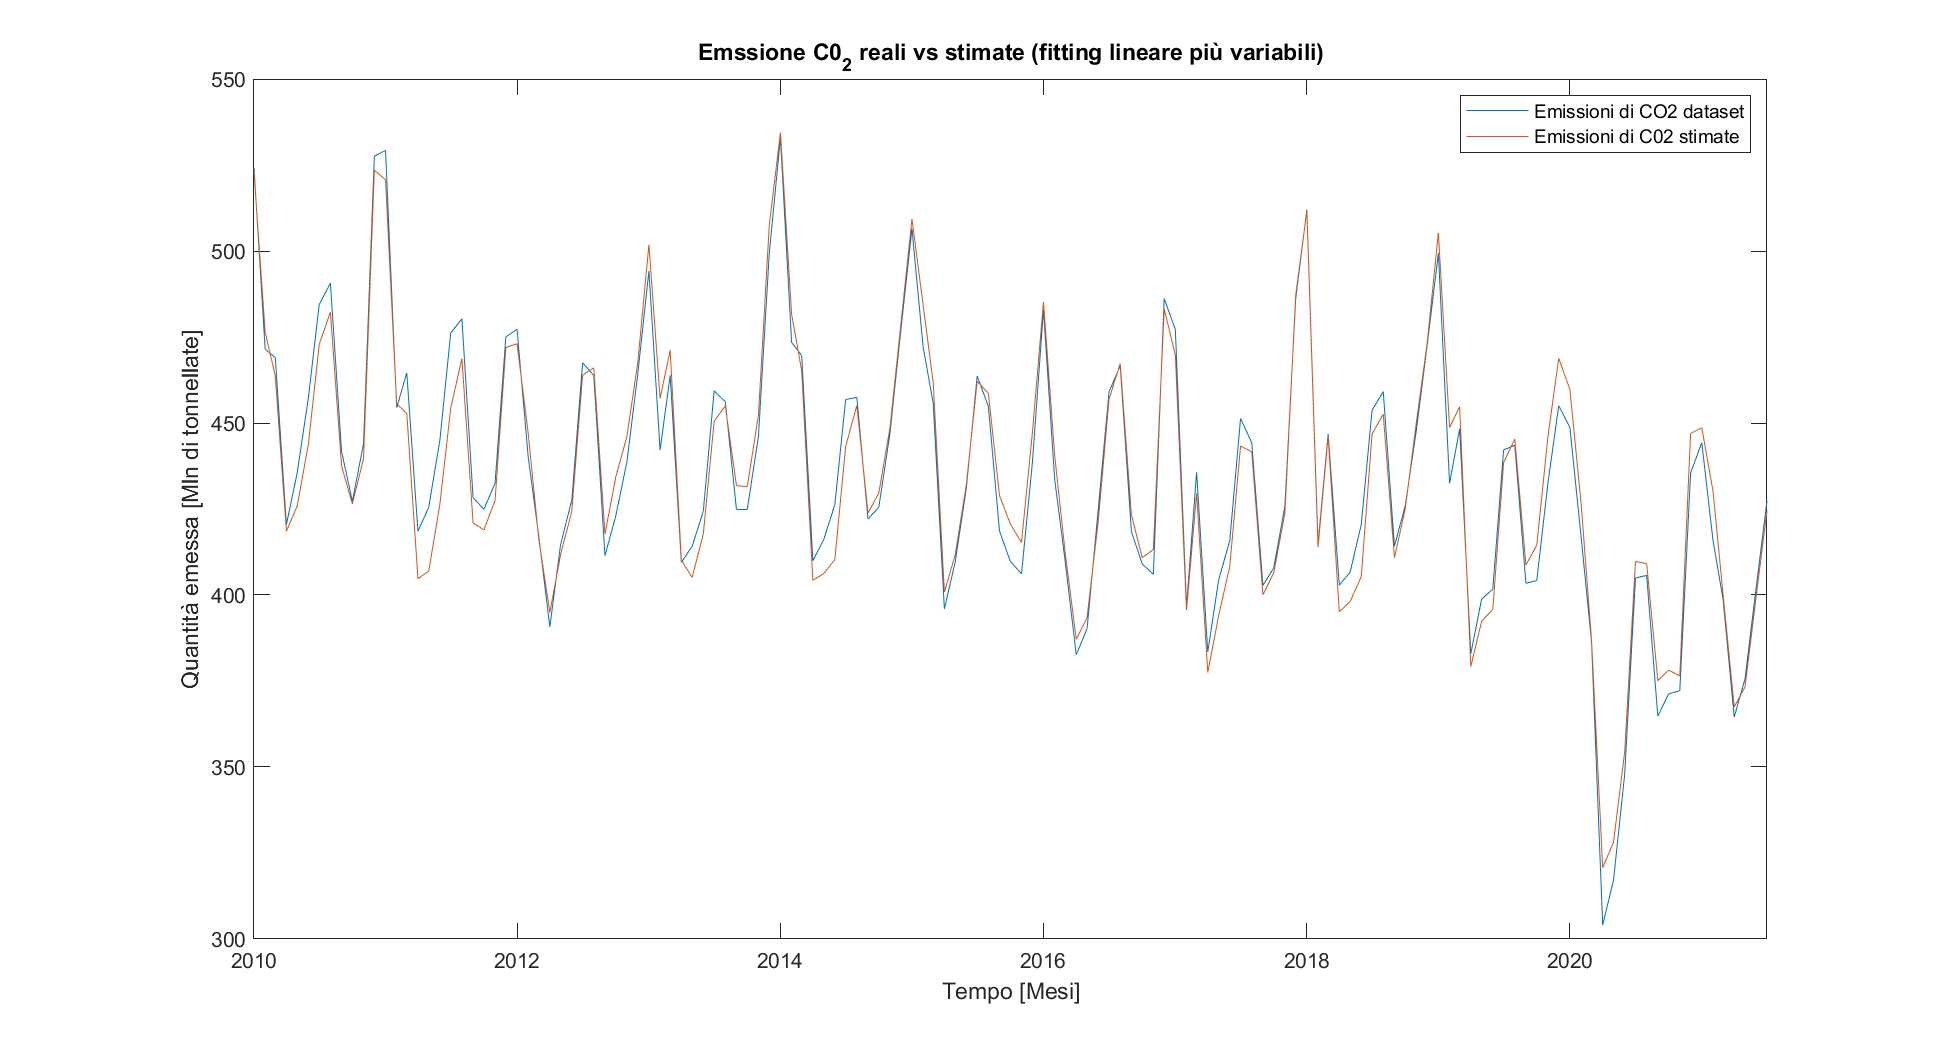 Emssione C0₂ reali vs stimate (fitting lineare più variabili)
550
500
450
400
350
300
Quantità emessa [Mln di tonnellate]
Emissioni di CO2 dataset
Emissioni di C02 stimate
2010
2012
2014
2016
2018
2020
Tempo [Mesi]